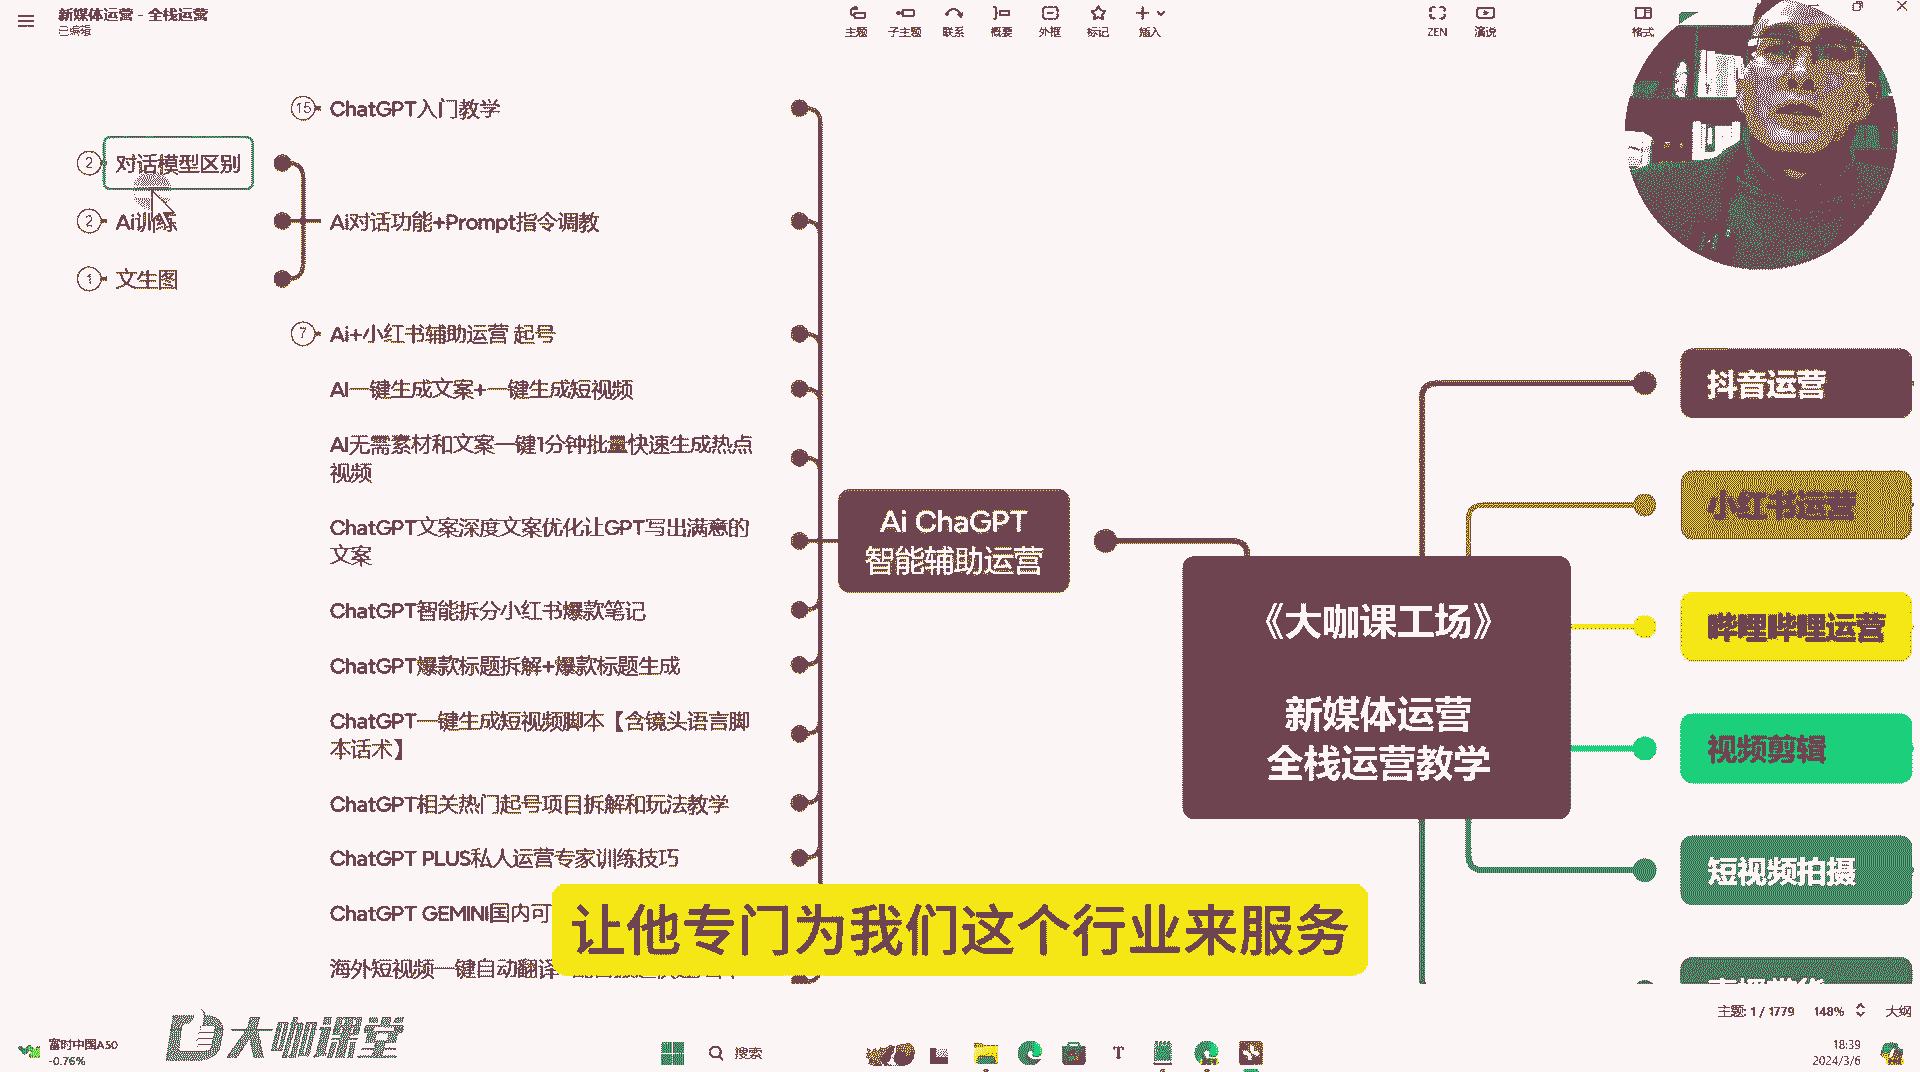 新媒体运营 - 全栈运营
已编辑
主题
子主题
联系
概要
外框
标记
插入
ZEN
演说
格式
15
ChatGPT入门教学
2
对话模型区别
2
Ai训练
1
文生图
Ai对话功能+Prompt指令调教
7
Ai+小红书辅助运营 起号
AI一键生成文案+一键生成短视频
AI无需素材和文案一键1分钟批量快速生成热点
视频
ChatGPT文案深度文案优化让GPT写出满意的
文案
ChatGPT智能拆分小红书爆款笔记
ChatGPT爆款标题拆解+爆款标题生成
ChatGPT一键生成短视频脚本【含镜头语言脚
本话术】
ChatGPT相关热门起号项目拆解和玩法教学
ChatGPT PLUS私人运营专家训练技巧
ChatGPT GEMINI国内可
海外短视频一键自动翻译
Ai ChaGPT
智能辅助运营
《大咖课工场》
新媒体运营
全栈运营教学
抖音运营
小红书运营
哔哩哔哩运营
视频剪辑
短视频拍摄
让他专门为我们这个行业来服务
主题: 1 / 1779
148%
大纲
大咖课堂
富时中国A50
-0.76%
搜索
18:39
2024/3/6